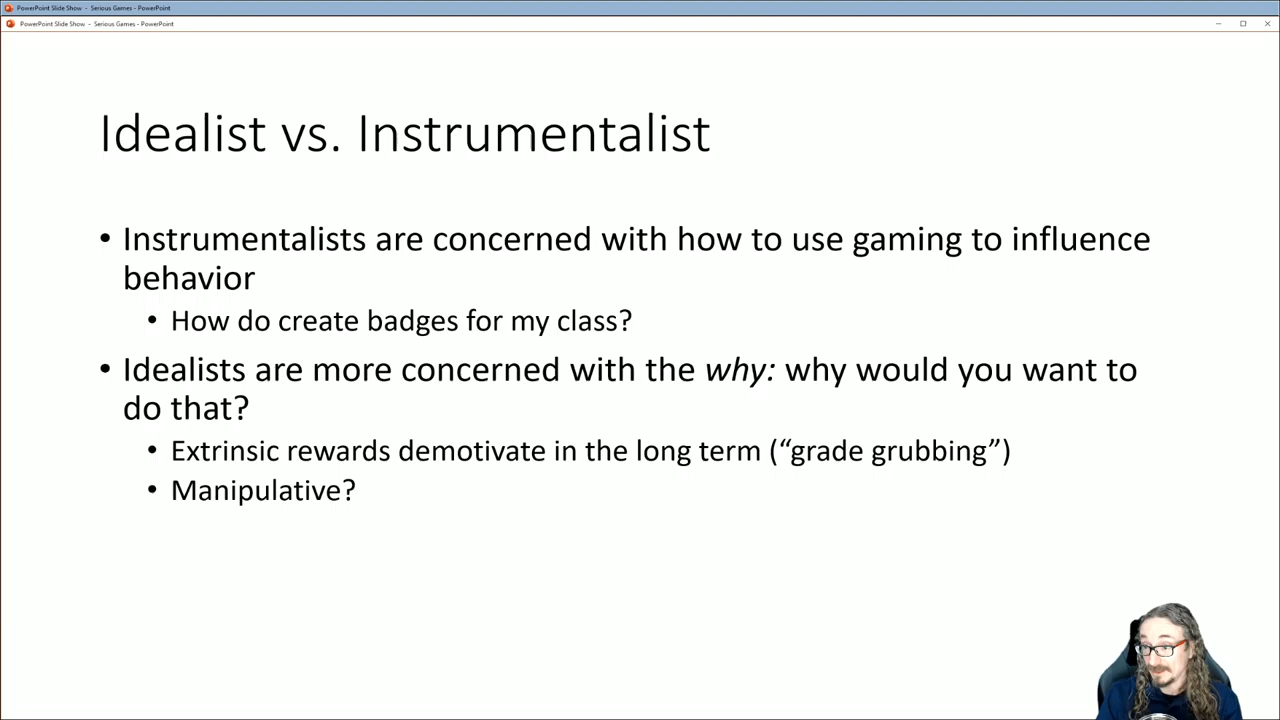 PowerPoint Slide Show - Serious Games - PowerPoint
PowerPoint Slide Show - Serious Games - PowerPoint
Idealist vs. Instrumentalist
• Instrumentalists are concerned with how to use gaming to influence
behavior
• How do create badges for my class?
• Idealists are more concerned with the why: why would you want to
do that?
• Extrinsic rewards demotivate in the long term (“grade grubbing”)
• Manipulative?